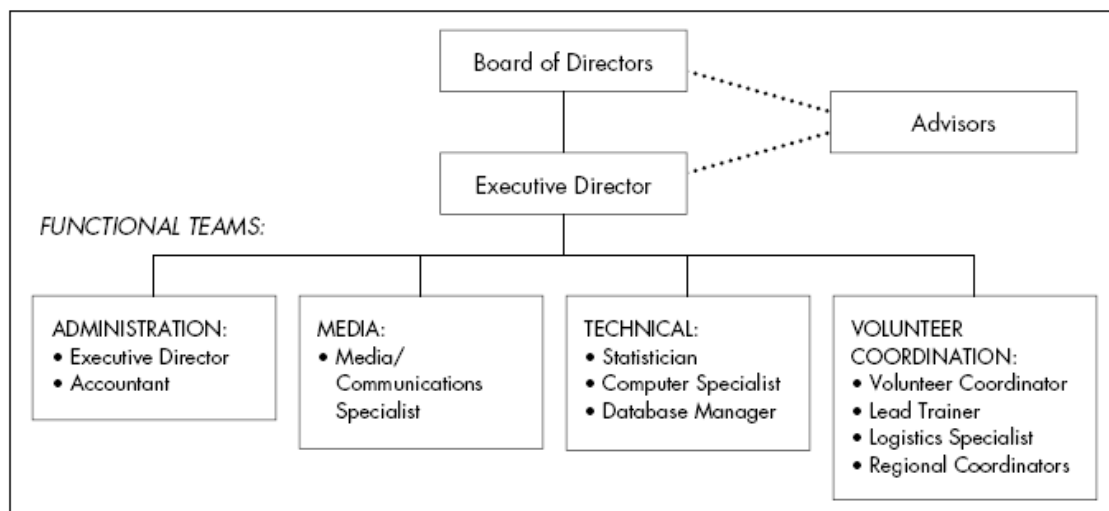 Board of Directors
Advisors
Executive Director
FUNCTIONAL TEAMS:
ADMINISTRATION:
• Executive Director
• Accountant
MEDIA:
• Media/
Communications
Specialist
TECHNICAL:
• Statistician
• Computer Specialist
• Database Manager
VOLUNTEER
COORDINATION:
• Volunteer Coordinator
• Lead Trainer
• Logistics Specialist
• Regional Coordinators